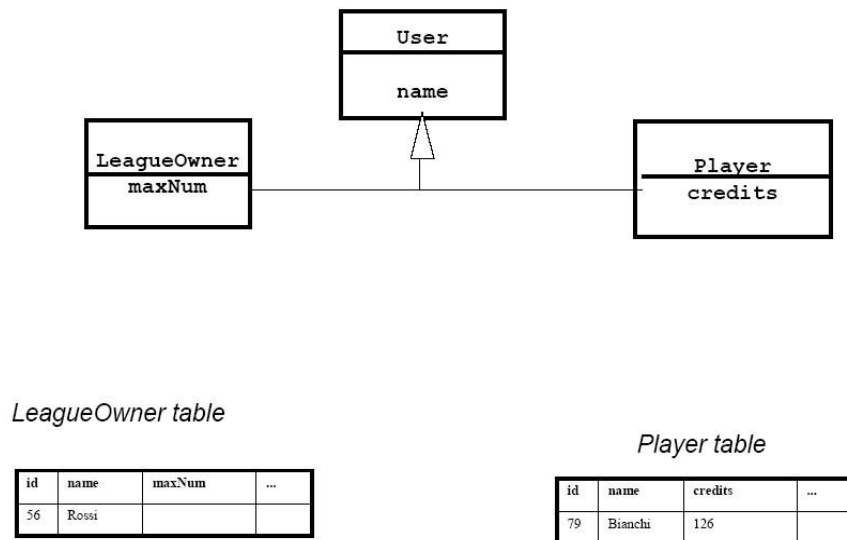 User
name
LeagueOwner
maxNum
Player
credits
LeagueOwner table
Player table
id name maxNum ...
56 Rossi
id name credits ...
79 Bianchi 126